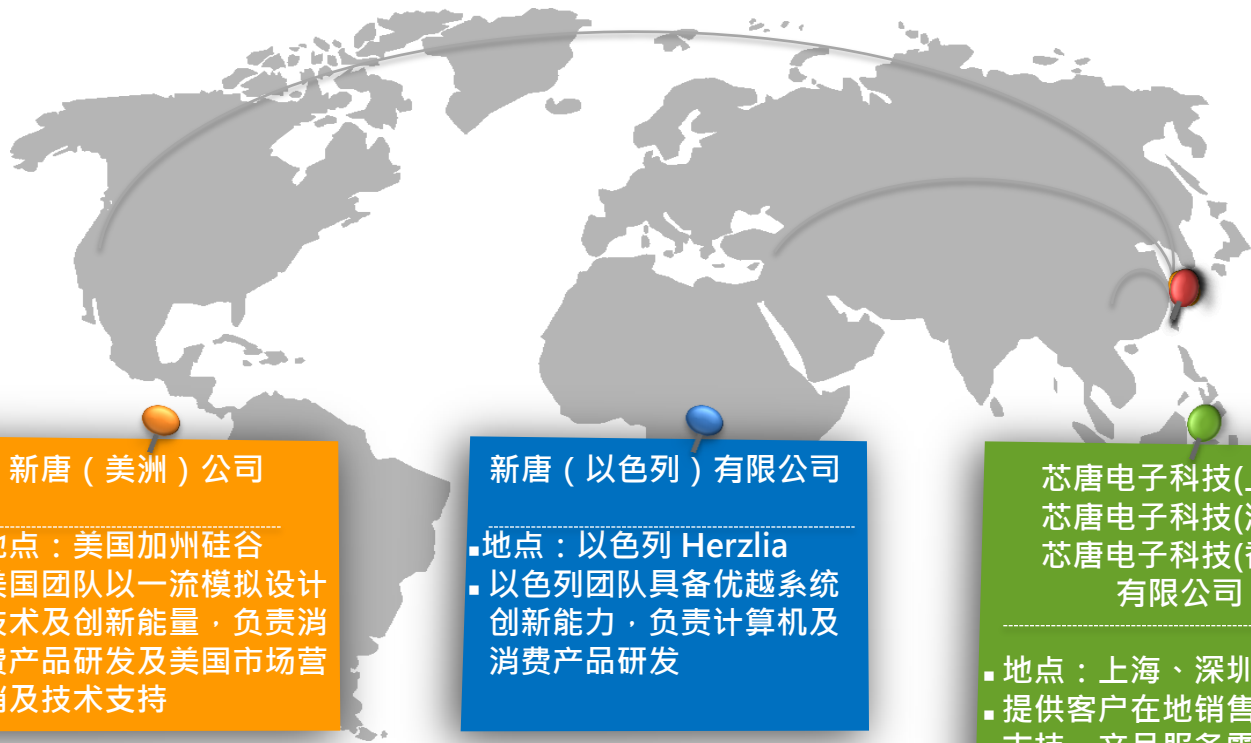 新唐（美洲）公司
点：美国加州硅谷
美国团队以一流模拟设计
技术及创新能量，负责消
费产品研发及美国市场营
销及技术支持
新唐（以色列）有限公司
▪地点：以色列 Herzlia
▪ 以色列团队具备优越系统
创新能力，负责计算机及
消费产品研发
芯唐电子科技(
芯唐电子科技(
芯唐电子科技(
有限公司
▪ 地点：上海、深圳
▪ 提供客户在地销售